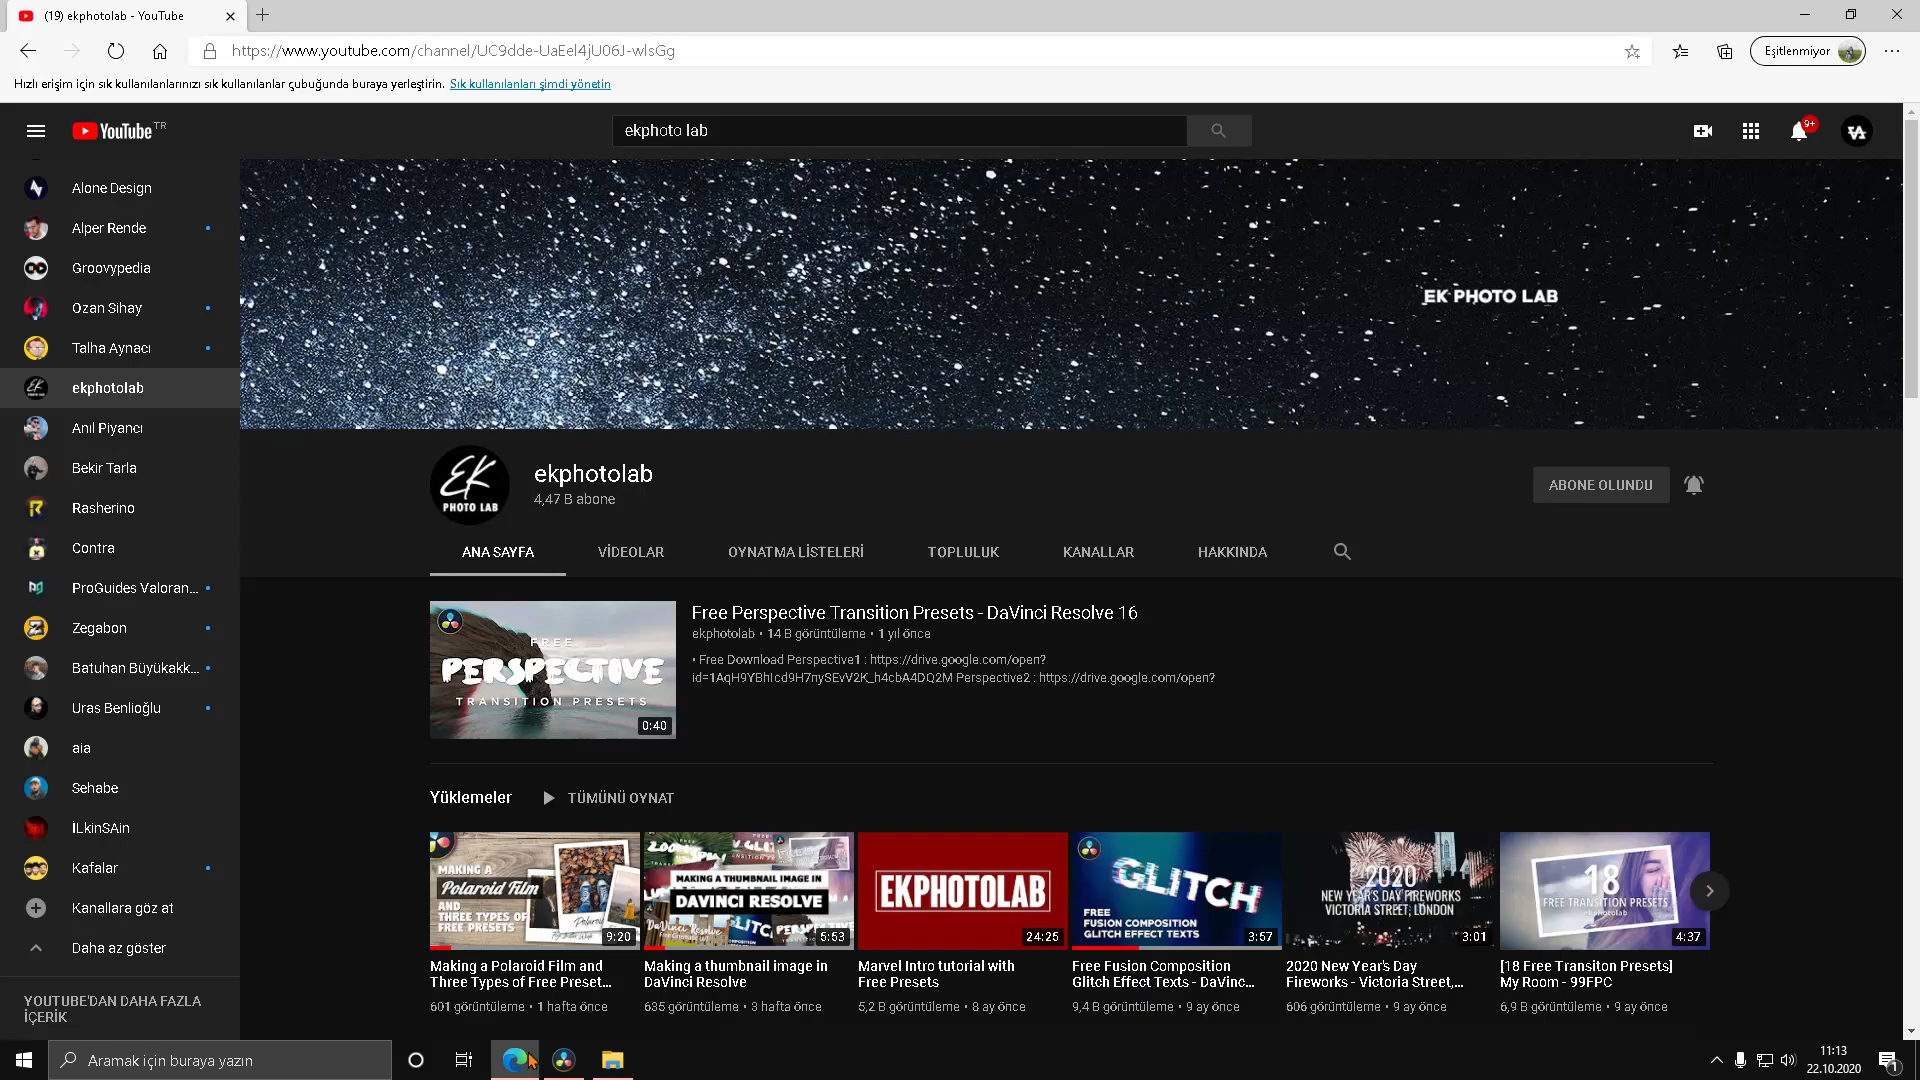 (19) ekphotolab - YouTube
https://www.youtube.com/channel/UC9dde-UaEel4jU06J-wlsGg
Eşitlenmiyor
Hızlı erişim için sık kullanılanlarınızı sık kullanılanlar çubuğunda buraya yerleştirin. Sık kullanılanları şimdi yönetin
YouTube TR
ekphoto lab
9+
Alone Design
Alper Rende
Groovypedia
Ozan Sihay
Talha Aynacı
ekphotolab
Anıl Piyancı
Bekir Tarla
Rasherino
Contra
ProGuides Valoran...
Zegabon
Batuhan Büyükakk...
Uras Benlioğlu
aia
Sehabe
İLkinSAin
Kafalar
Kanallara göz at
Daha az göster
YOUTUBE'DAN DAHA FAZLA
İÇERİK
EK PHOTO LAB
EK
PHOTO LAB
ekphotolab
4,47 B abone
ABONE OLUNDU
ANA SAYFA VİDEOLAR OYNATMA LİSTELERİ TOPLULUK KANALLAR HAKKINDA
FREE
PERSPECTIVE
TRANSITION PRESETS
0:40
Free Perspective Transition Presets - DaVinci Resolve 16
ekphotolab • 14 B görüntüleme • 1 yıl önce
• Free Download Perspective1 : https://drive.google.com/open?
id=1AqH9YBhIcd9H7nySEvV2K_h4cbA4DQ2M Perspective2 : https://drive.google.com/open?
Yüklemeler TÜMÜNÜ OYNAT
MAKING A
Polaroid Film
AND
THREE TYPES OF
FREE PRESETS
9:20
Making a Polaroid Film and
Three Types of Free Preset...
601 görüntüleme • 1 hafta önce
MAKING A THUMBNAIL IMAGE IN
DAVINCI RESOLVE
5:53
Making a thumbnail image in
DaVinci Resolve
635 görüntüleme • 3 hafta önce
EKPHOTOLAB
24:25
Marvel Intro tutorial with
Free Presets
5,2 B görüntüleme • 8 ay önce
GLITCH
FREE
FUSION COMPOSITION
GLITCH EFFECT TEXTS
3:57
Free Fusion Composition
Glitch Effect Texts - DaVinc...
9,4 B görüntüleme • 9 ay önce
2020
NEW YEAR'S DAY FIREWORKS
VICTORIA STREET, LONDON
3:01
2020 New Year's Day
Fireworks - Victoria Street,...
606 görüntüleme • 9 ay önce
18
FREE TRANSITION PRESETS
ekphotolab
4:37
[18 Free Transiton Presets]
My Room - 99FPC
6,9 B görüntüleme • 9 ay önce
Aramak için buraya yazın
11:13
22.10.2020
1